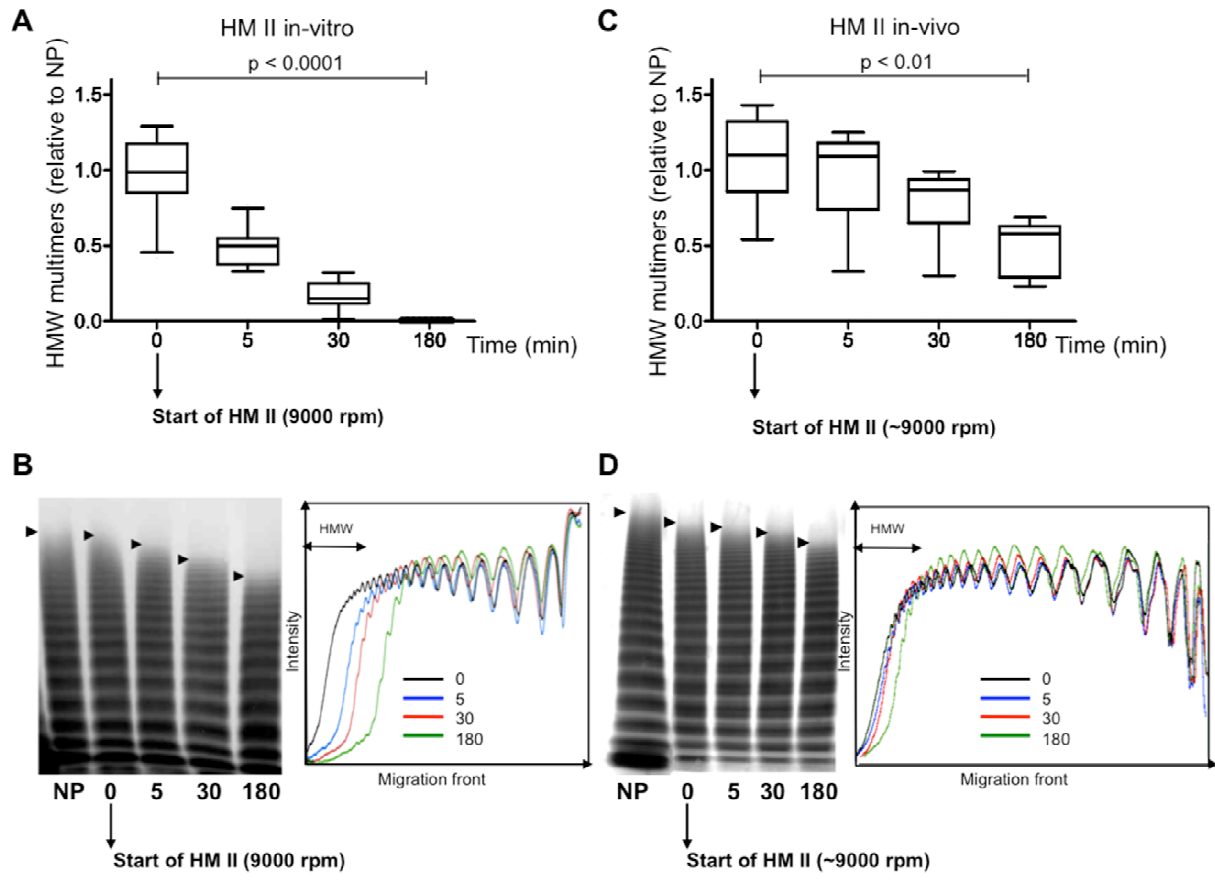 A
HM II in-vitro
p < 0.0001
HMW multimers (relative to NP)
1.5
1.0
0.5
0.0
0 5 30 180 Time (min)
Start of HM II (9000 rpm)
C
HM II in-vivo
p < 0.01
HMW multimers (relative to NP)
1.5
1.0
0.5
0.0
0 5 30 180 Time (min)
Start of HM II (~9000 rpm)
B
HMW
Intensity
0
5
30
180
Migration front
NP 0 5 30 180
Start of HM II (9000 rpm)
D
HMW
Intensity
0
5
30
180
Migration front
NP 0 5 30 180
Start of HM II (~9000 rpm)